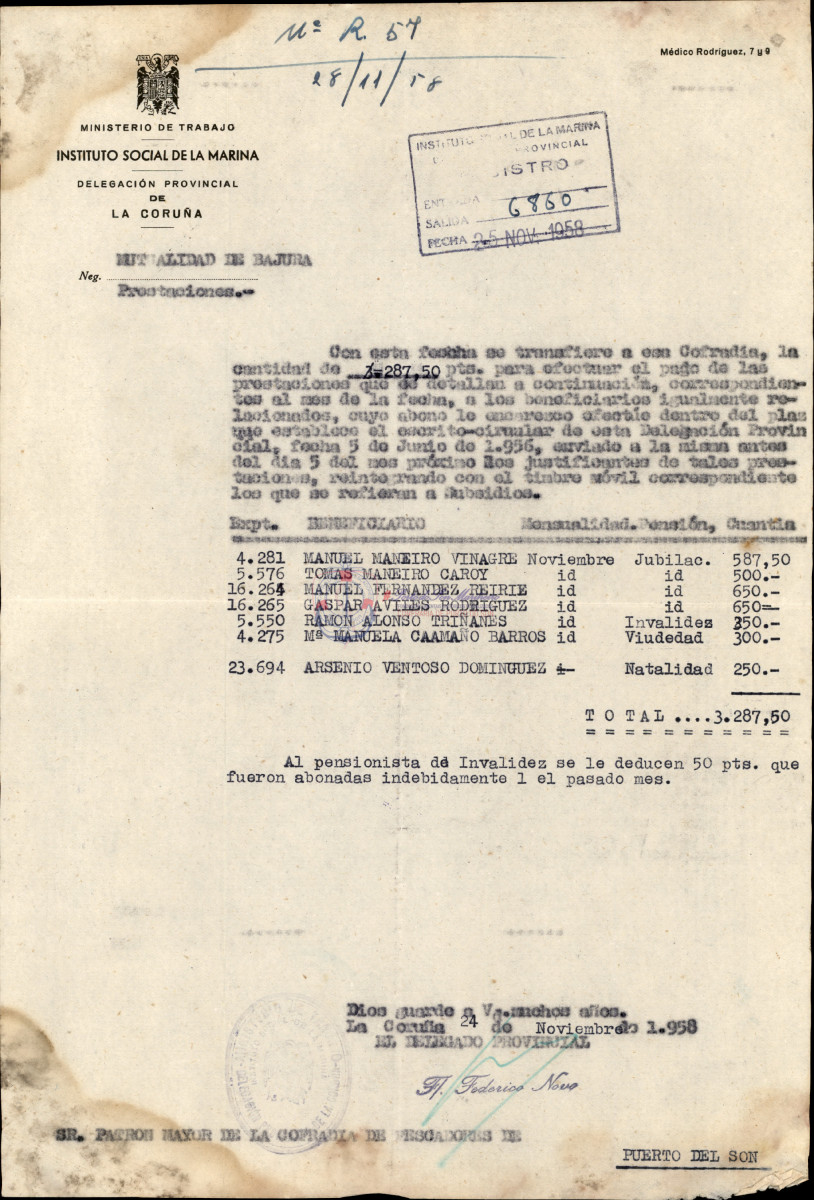 Nº R. 57
28/11/58
Médico Rodríguez, 7 y 9
MINISTERIO DE TRABAJO
INSTITUTO SOCIAL DE LA MARINA
DELEGACIÓN PROVINCIAL
DE
LA CORUÑA
INSTITUTO DE LA MARINA
PROVINCIAL
ISTRO
ENTRADA
6860
SALIDA
FECHA 25 NOV. 1958
MUTUALIDAD DE BAJURA
Neg.
Prestaciones.-
Con esta fecha se transfiere a esa Cofradia, la
cantidad de 3-287,50 pts. para efectuar el pago de las
prestaciones que se detallan a continuación, correspondien-
tes al mes de la fecha, a los beneficiarios igualmente re-
lacionados, cuyo abono le encarezco efectúe dentro del plaz
que establece el escrito-circular de esta Delegación Provin
cial, fecha 5 de Junio de 1.956, enviado a la misma antes
del dia 5 del mes próximo los justificantes de tales pres-
taciones, reintegrando con el timbre móvil correspondiente
los que se refieran a Subsidios.
Expt. BENEFICIARIO Mensualidad. Pensión, Cuantia
4.281 MANUEL MANEIRO VINAGRE Noviembre Jubilac. 587,50
5.576 TOMAS MANEIRO CAROY id id 500.-
16.264 MANUEL FERNANDEZ REIRIE id id 650.-
16.265 GASPAR AVILES RODRIGUEZ id id 650=
5.550 RAMON ALONSO TRIÑANES id Invalidez 350.-
4.275 Mª MANUELA CAAMAÑO BARROS id Viudedad 300.-
23.694 ARSENIO VENTOSO DOMINGUEZ Natalidad 250.-
T O T A L ....3.287,50
Al pensionista de Invalidez se le deducen 50 pts. que
fueron abonadas indebidamente l el pasado mes.
Dios guarde a Vg. muchos años.
La Coruña 24 de Noviembre de 1.958
EL DELEGADO PROVINCIAL
Fl. Federico Novo
SR. PATRON MAYOR DE LA COFRADIA DE PESCADORES DE
PUERTO DEL SON